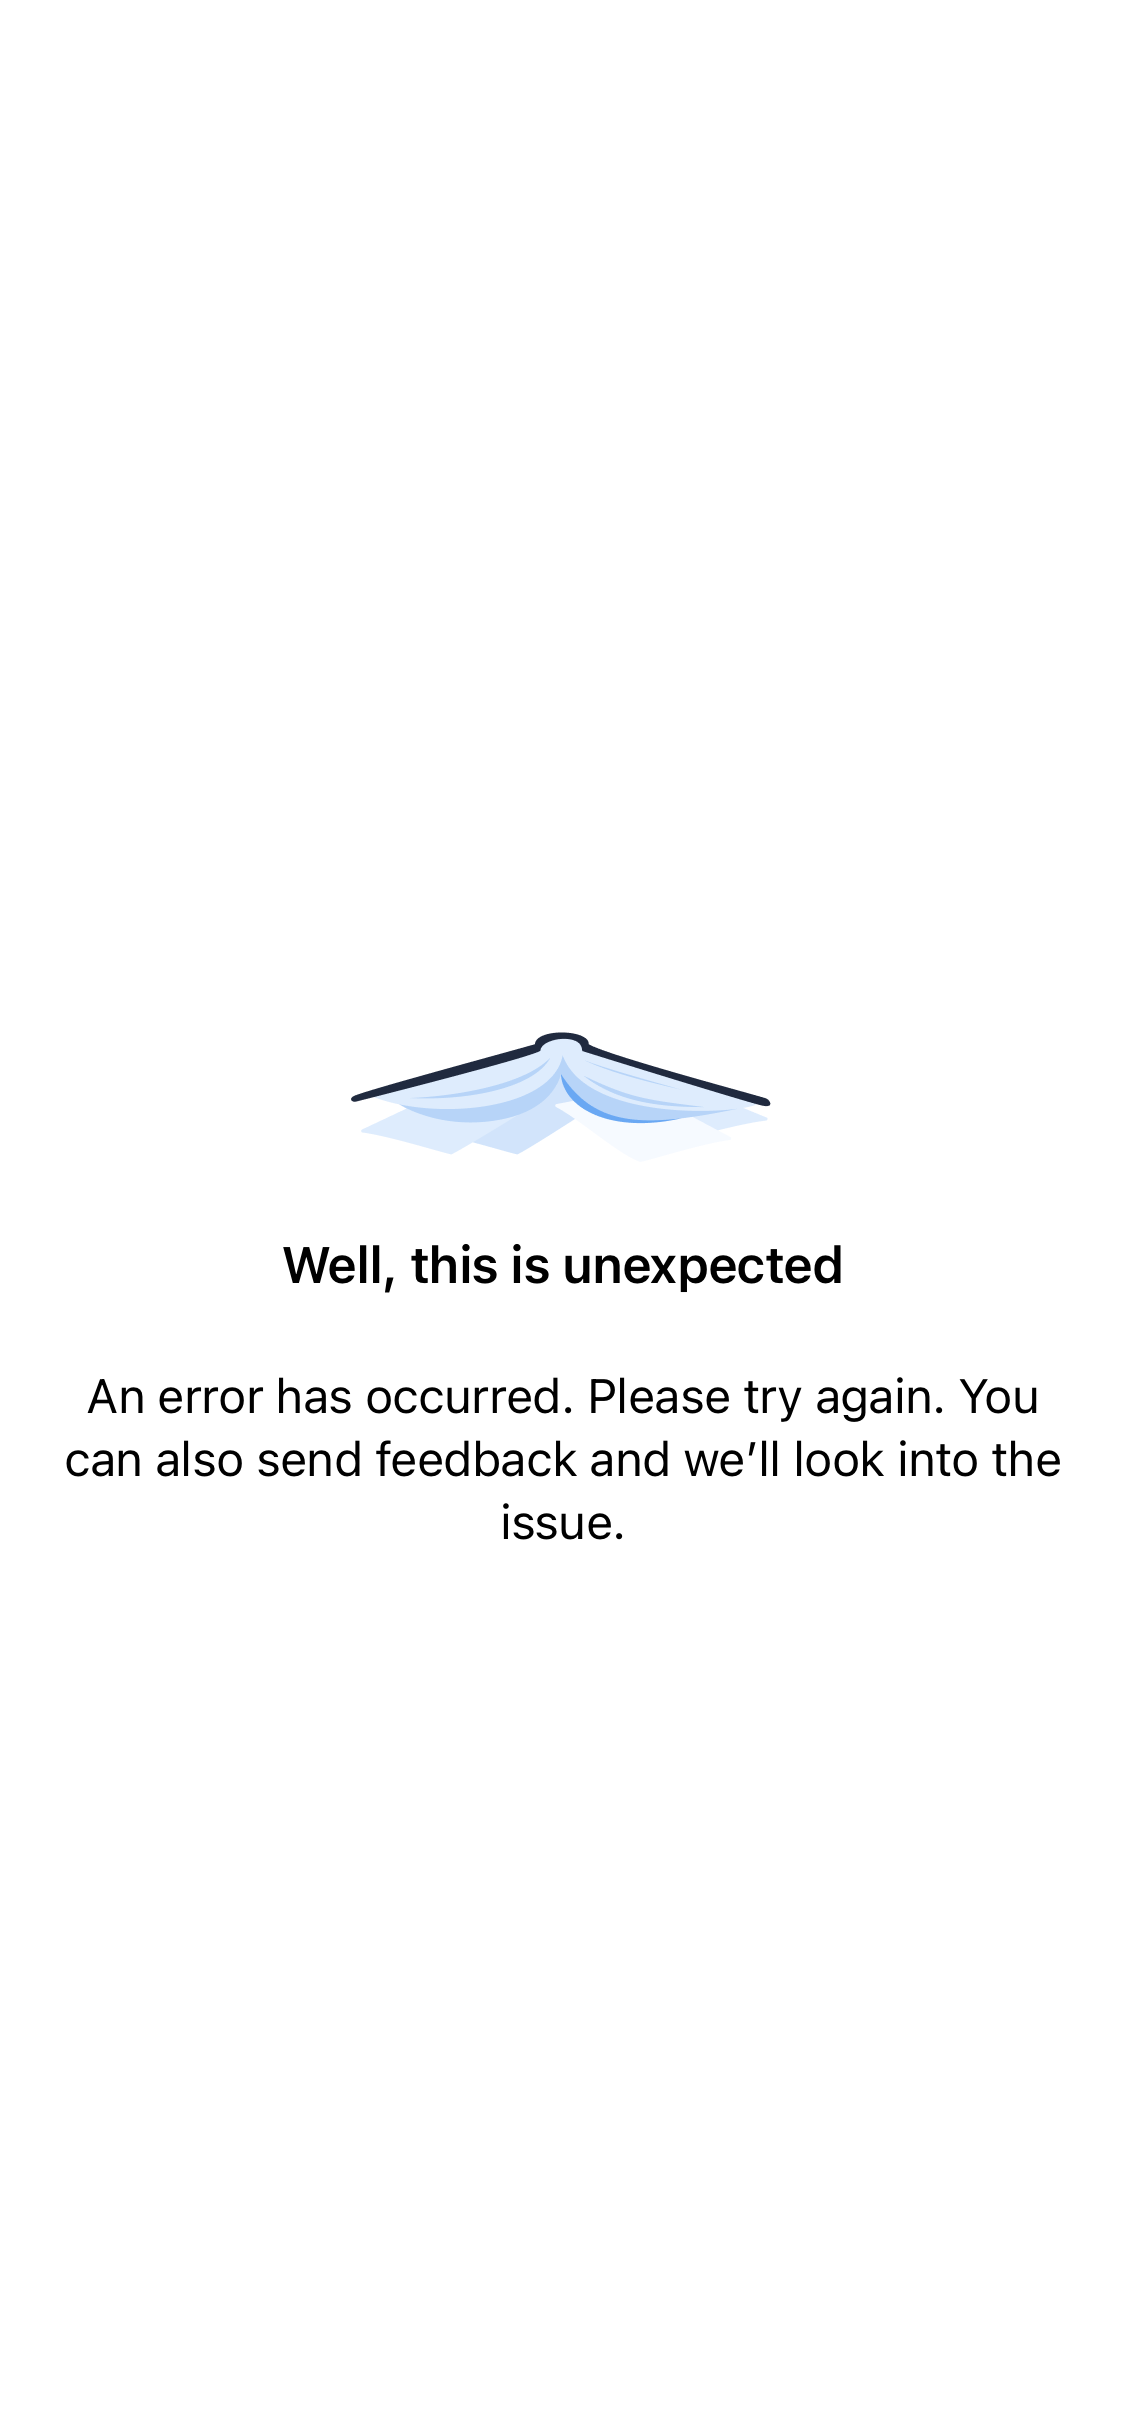 Well, this is unexpected
An error has occurred. Please try again. You
can also send feedback and we’ll look into the
issue.